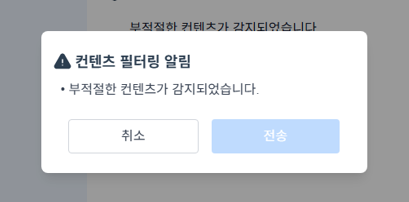 부적절한 컨텐츠가 감지되었습니다
컨텐츠 필터링 알림
• 부적절한 컨텐츠가 감지되었습니다.
취소
전송